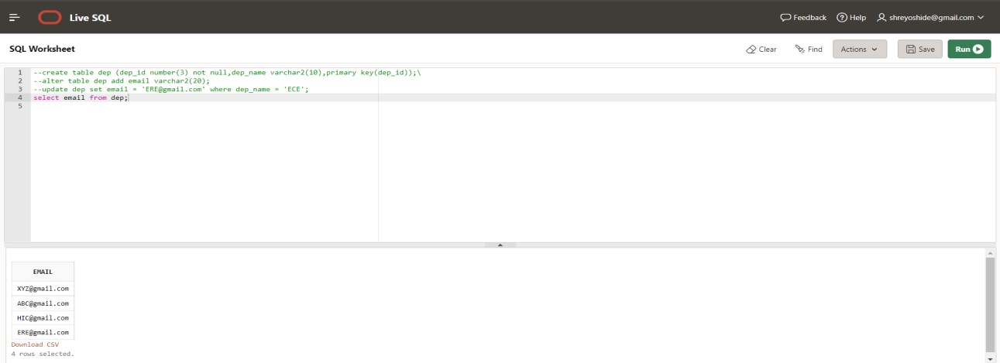 Live SQL Feedback Help shreyoshide@gmail.com
SQL Worksheet Clear Find Actions Save Run
1 --create table dep (dep_id number(3) not null,dep_name varchar2(10),primary key(dep_id));\
2 --alter table dep add email varchar2(20);
3 --update dep set email = 'ERE@gmail.com' where dep_name = 'ECE';
4 select email from dep;
5
EMAIL
XYZ@gmail.com
ABC@gmail.com
HIC@gmail.com
ERE@gmail.com
Download CSV
4 rows selected.